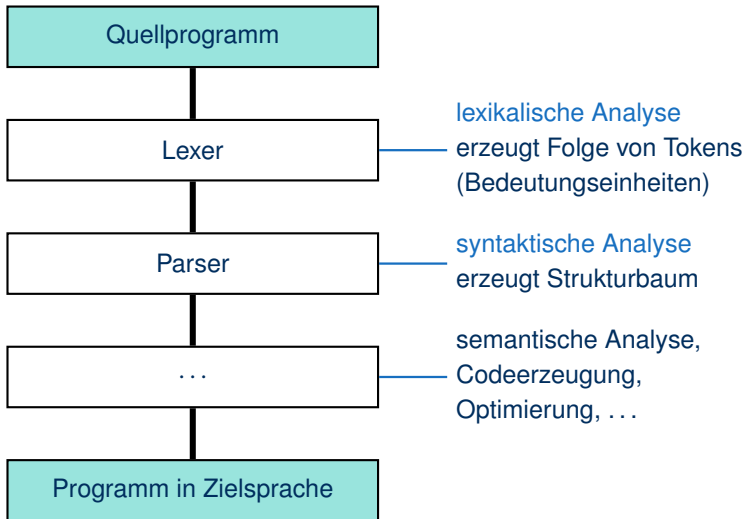 Quellprogramm
Lexer
lexikalische Analyse
erzeugt Folge von Tokens
(Bedeutungseinheiten)
Parser
syntaktische Analyse
erzeugt Strukturbaum
. . .
semantische Analyse,
Codeerzeugung,
Optimierung, . . .
Programm in Zielsprache